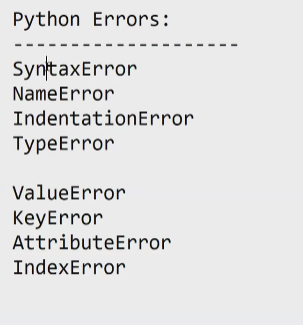 Python Errors:
-------------------
SyntaxError
NameError
IndentationError
TypeError

ValueError
KeyError
AttributeError
IndexError